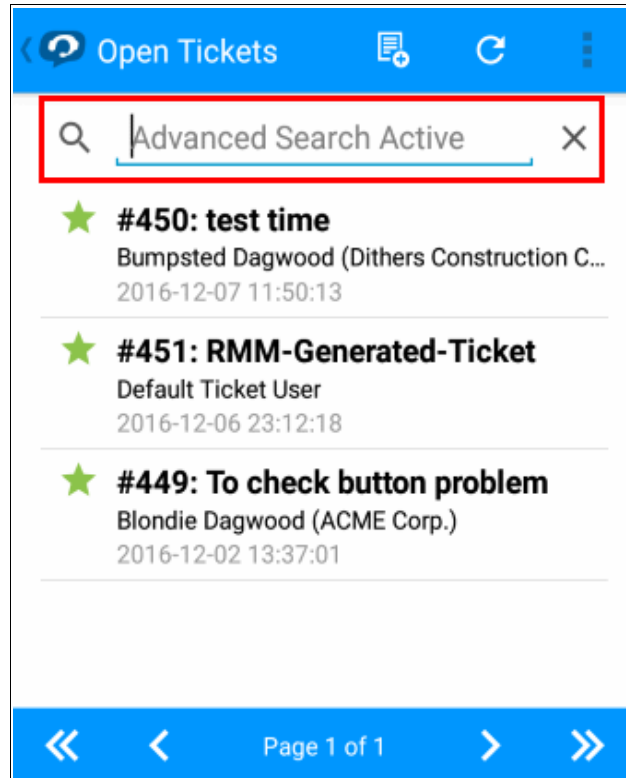 Open Tickets
Advanced Search Active
#450: test time
Bumpsted Dagwood (Dithers Construction C...
2016-12-07 11:50:13
#451: RMM-Generated-Ticket
Default Ticket User
2016-12-06 23:12:18
#449: To check button problem
Blondie Dagwood (ACME Corp.)
2016-12-02 13:37:01
Page 1 of 1